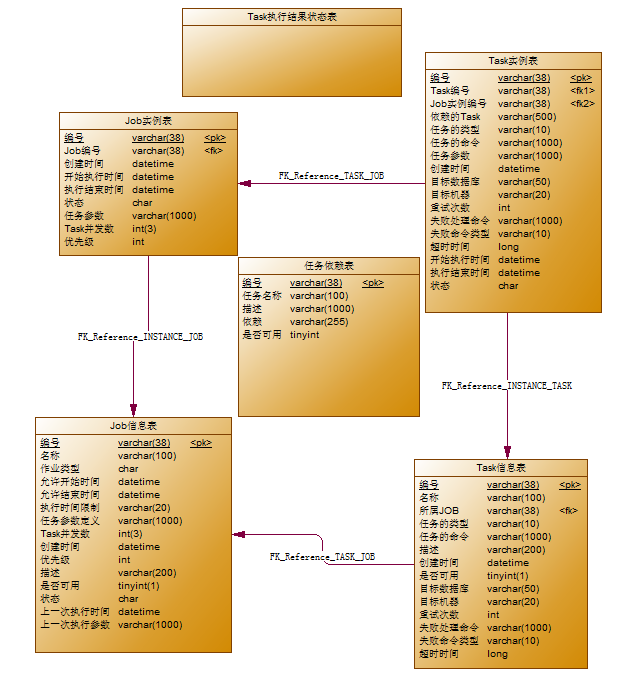 Task执行结果状态表
Task实例表
编号 varchar(38) <pk>
Task编号 varchar(38) <fk1>
Job实例编号 varchar(38) <fk2>
依赖的Task varchar(500)
任务的类型 varchar(10)
任务的命令 varchar(1000)
任务参数 varchar(1000)
创建时间 datetime
目标数据库 varchar(50)
目标机器 varchar(20)
重试次数 int
失败处理命令 varchar(1000)
失败命令类型 varchar(10)
超时时间 long
开始执行时间 datetime
执行结束时间 datetime
状态 char
Job实例表
编号 varchar(38) <pk>
Job编号 varchar(38) <fk>
创建时间 datetime
开始执行时间 datetime
执行结束时间 datetime
状态 char
任务参数 varchar(1000)
Task并发数 int(3)
优先级 int
FK_Reference_TASK_JOB
任务依赖表
编号 varchar(38) <pk>
任务名称 varchar(100)
描述 varchar(1000)
依赖 varchar(255)
是否可用 tinyint
FK_Reference_INSTANCE_JOB
FK_Reference_INSTANCE_TASK
Job信息表
编号 varchar(38) <pk>
名称 varchar(100)
作业类型 char
允许开始时间 datetime
允许结束时间 datetime
执行时间限制 varchar(20)
任务参数定义 varchar(1000)
Task并发数 int(3)
创建时间 datetime
优先级 int
描述 varchar(200)
是否可用 tinyint(1)
状态 char
上一次执行时间 datetime
上一次执行参数 varchar(1000)
FK_Reference_TASK_JOB
Task信息表
编号 varchar(38) <pk>
名称 varchar(100)
所属JOB varchar(38) <fk>
任务的类型 varchar(10)
任务的命令 varchar(1000)
描述 varchar(200)
创建时间 datetime
是否可用 tinyint(1)
目标数据库 varchar(50)
目标机器 varchar(20)
重试次数 int
失败处理命令 varchar(1000)
失败命令类型 varchar(10)
超时时间 long